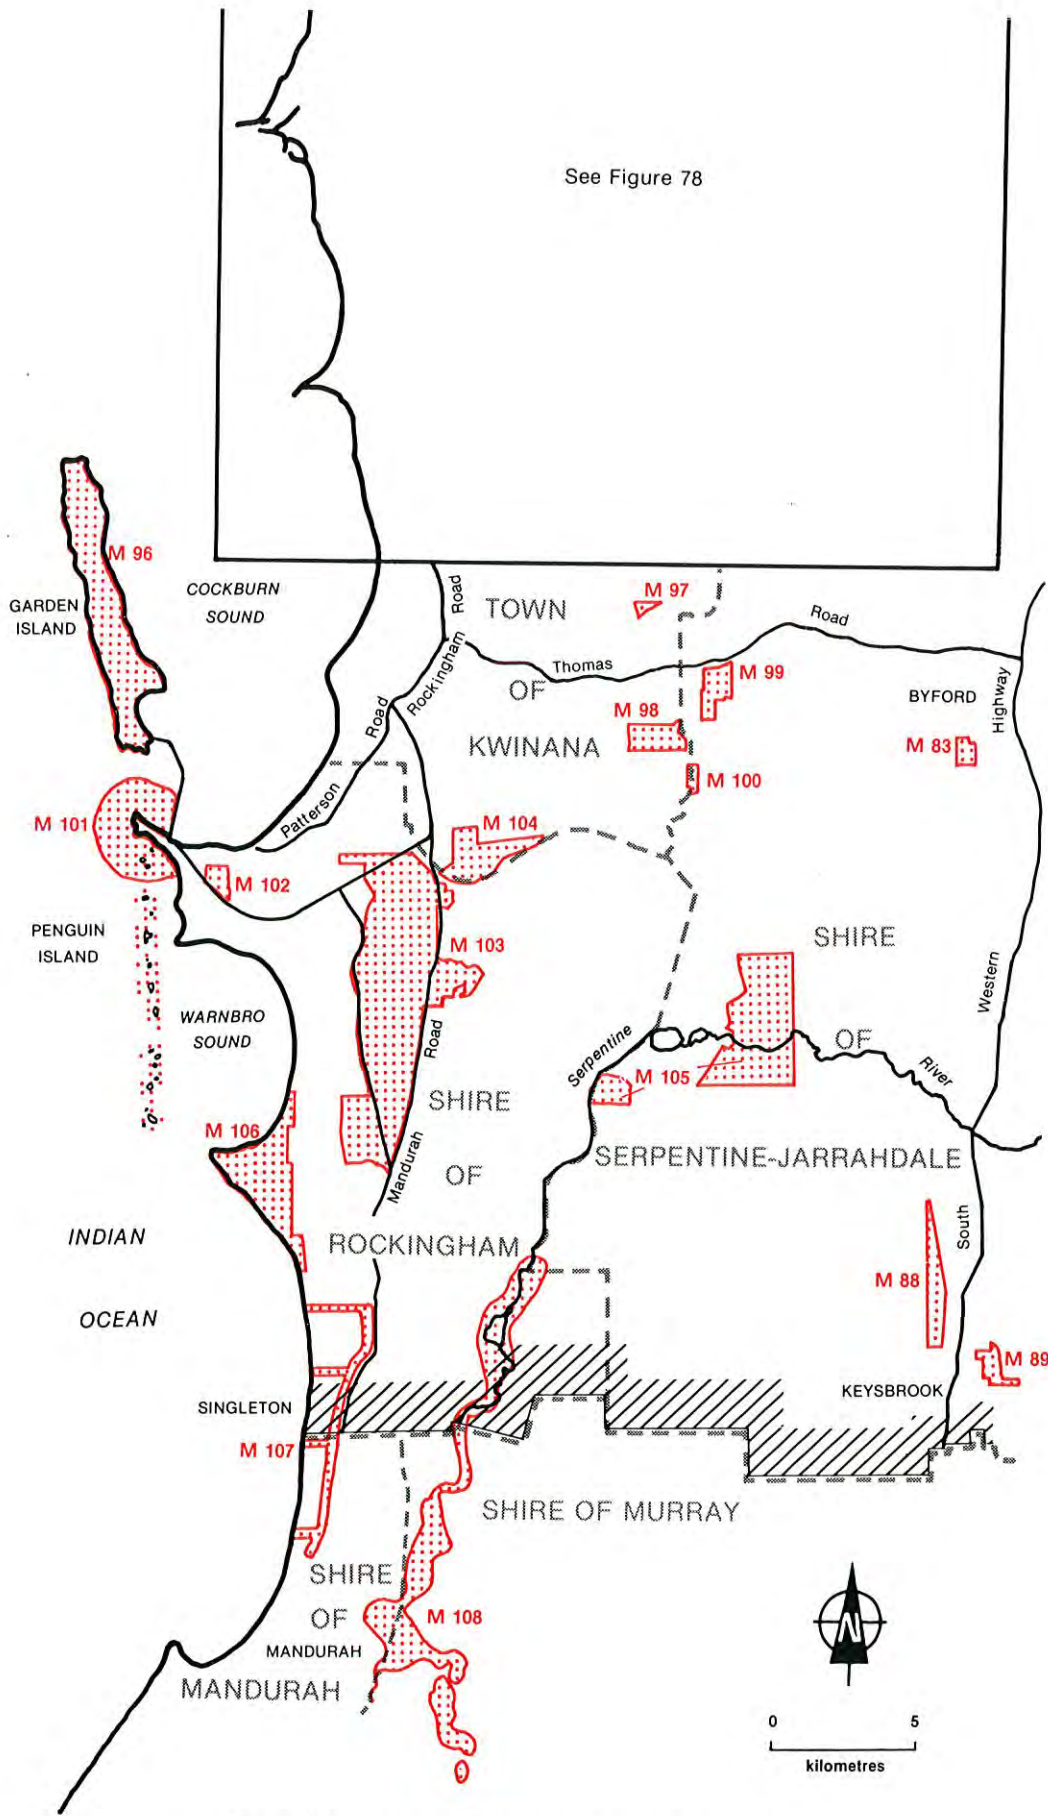 See Figure 78
M 96
GARDEN
ISLAND
COCKBURN
SOUND
Road
Rockingham
TOWN
OF
KWINANA
M 97
Road
Thomas
M 99
M 98
M 100
BYFORD
Highway
M 83
Road
Patterson
M 101
M 102
M 104
M 103
PENGUIN
ISLAND
WARNBRO
SOUND
Road
Mandurah
SHIRE
OF
SERPENTINE-JARRAHDALE
Western
Serpentine
River
M 105
SHIRE
OF
ROCKINGHAM
M 106
INDIAN
OCEAN
South
M 88
M 89
KEYSBROOK
SINGLETON
M 107
SHIRE OF MURRAY
SHIRE
OF
MANDURAH
MANDURAH
M 108
N
0 5
kilometres